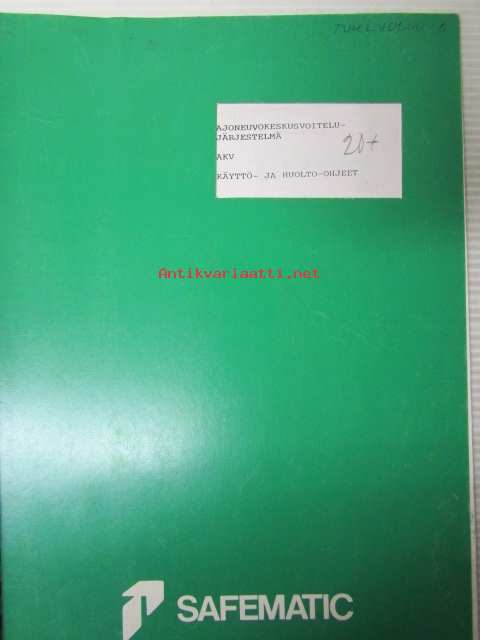 AJONEUVOKESKUSVOITELU-
JÄRJESTELMÄ
20+
AKV
KÄYTTÖ- JA HUOLTO-OHJEET
Antikvariaatti.net
SAFEMATIC